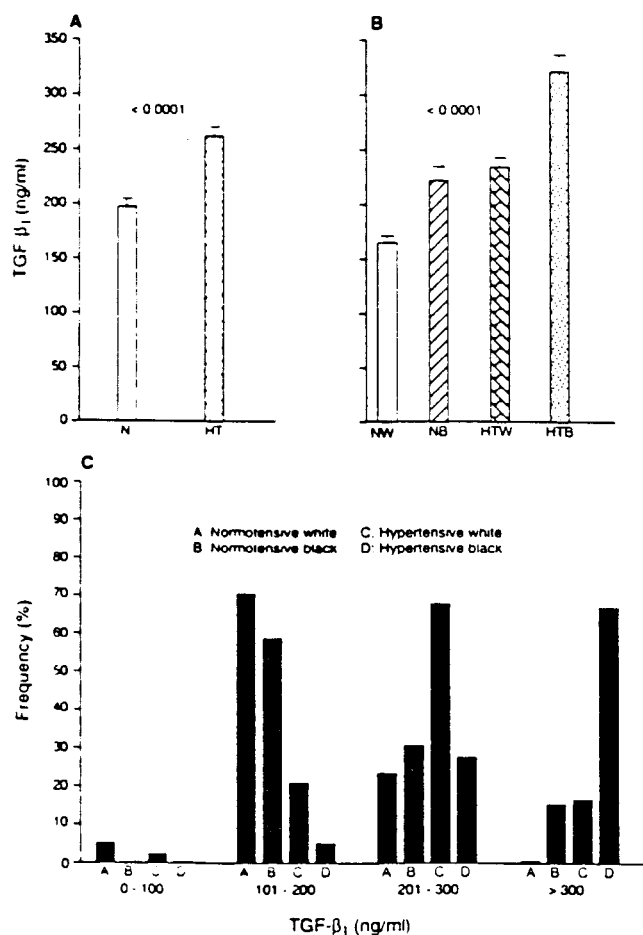 A
B
350
300
250
200
150
100
50
0
TGF β1 (ng/ml)
< 0.0001
< 0.0001
N HT
NW NB HTW HTB
C
100
90
80
70
60
50
40
30
20
10
0
Frequency (%)
A Normotensive white C. Hypertensive white
B Normotensive black D: Hypertensive black
A B C
A B C D
A B C D
A B C D
0 - 100 101 - 200 201 - 300 > 300
TGF-β1 (ng/ml)